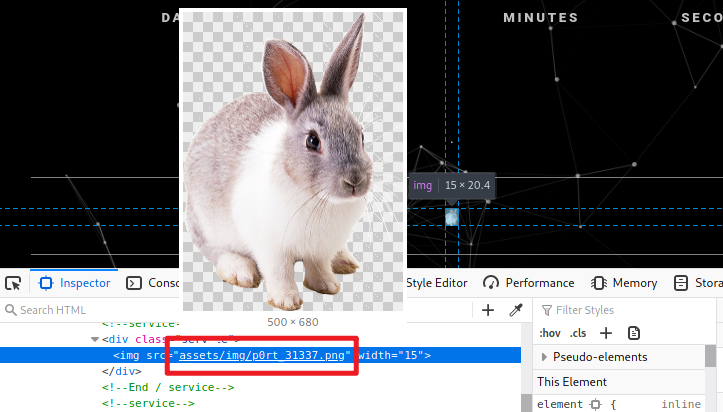 DA
MINUTES
SECO
img 15 × 20.4
Inspector
Conso
Style Editor
Performance
Memory
Stora
Search HTML
500 × 680
Filter Styles
<!--service-->
:hov .cls
<div class="serv-ce">
<img src="assets/img/p0rt_31337.png" width="15">
Pseudo-elements
</div>
This Element
<!--End / service-->
<!--service-->
element { inline